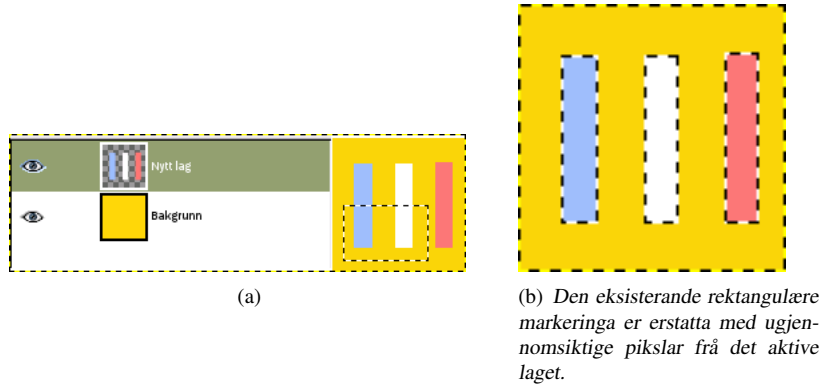 Nytt lag
Bakgrunn
(a)
(b) Den eksisterande rektangulære
markeringa er erstatta med ugjen-
nomsiktige pikslar frå det aktive
laget.